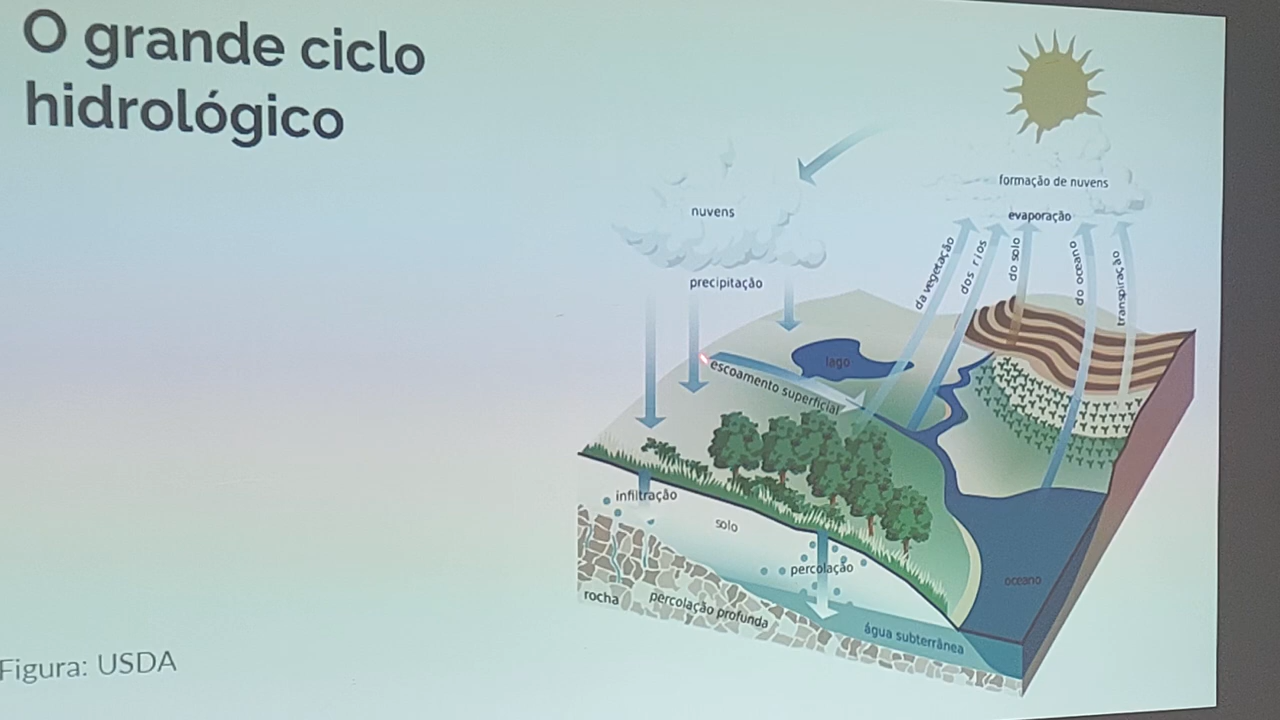 O grande ciclo
hidrológico
formação de nuvens
nuvens
evaporação
precipitação
da vegetação
dos rios
do solo
do oceano
transpiração
lago
escoamento superficial
infiltração
solo
percolação
oceano
rocha
percolação profunda
água subterrânea
Figura: USDA